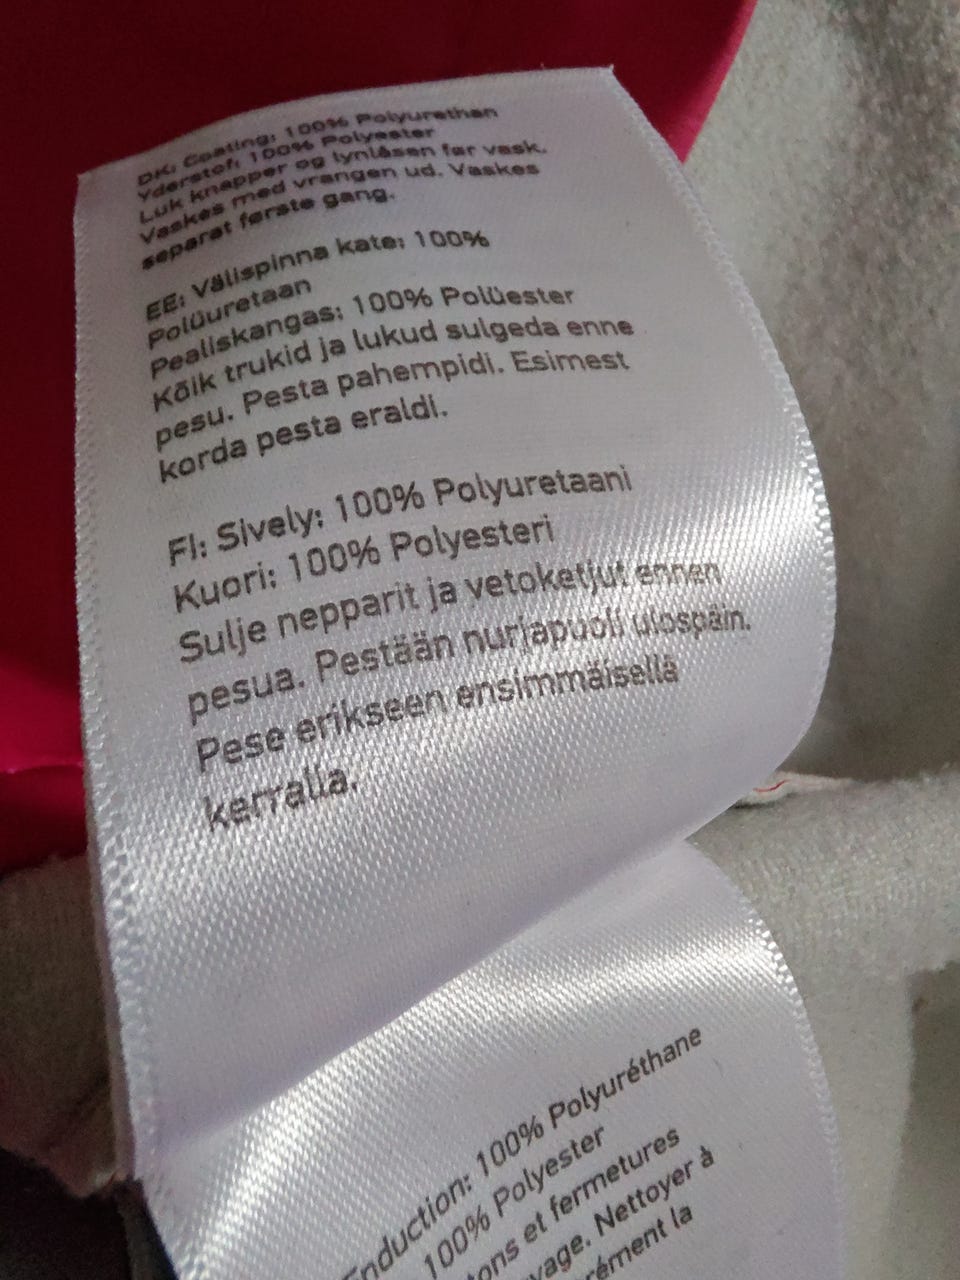 DK: Coating: 100% Polyurethan
Yderstof: 100% Polyester
Luk knapper og lynlåsen før vask.
Vaskes med vrangen ud. Vaskes
separat første gang.
EE: Välispinna kate: 100%
Polüuretaan
Pealiskangas: 100% Polüester
Kõik trukid ja lukud sulgeda enne
pesu. Pesta pahempidi. Esimest
korda pesta eraldi.
FI: Sively: 100% Polyuretaani
Kuori: 100% Polyesteri
Sulje nepparit ja vetoketjut ennen
pesua. Pestään nurjapuoli ulospäin.
Pese erikseen ensimmäisellä
kerralla.
Enduction: 100% Polyuréthane
100% Polyester
tons et fermetures
vage. Nettoyer à
rément la